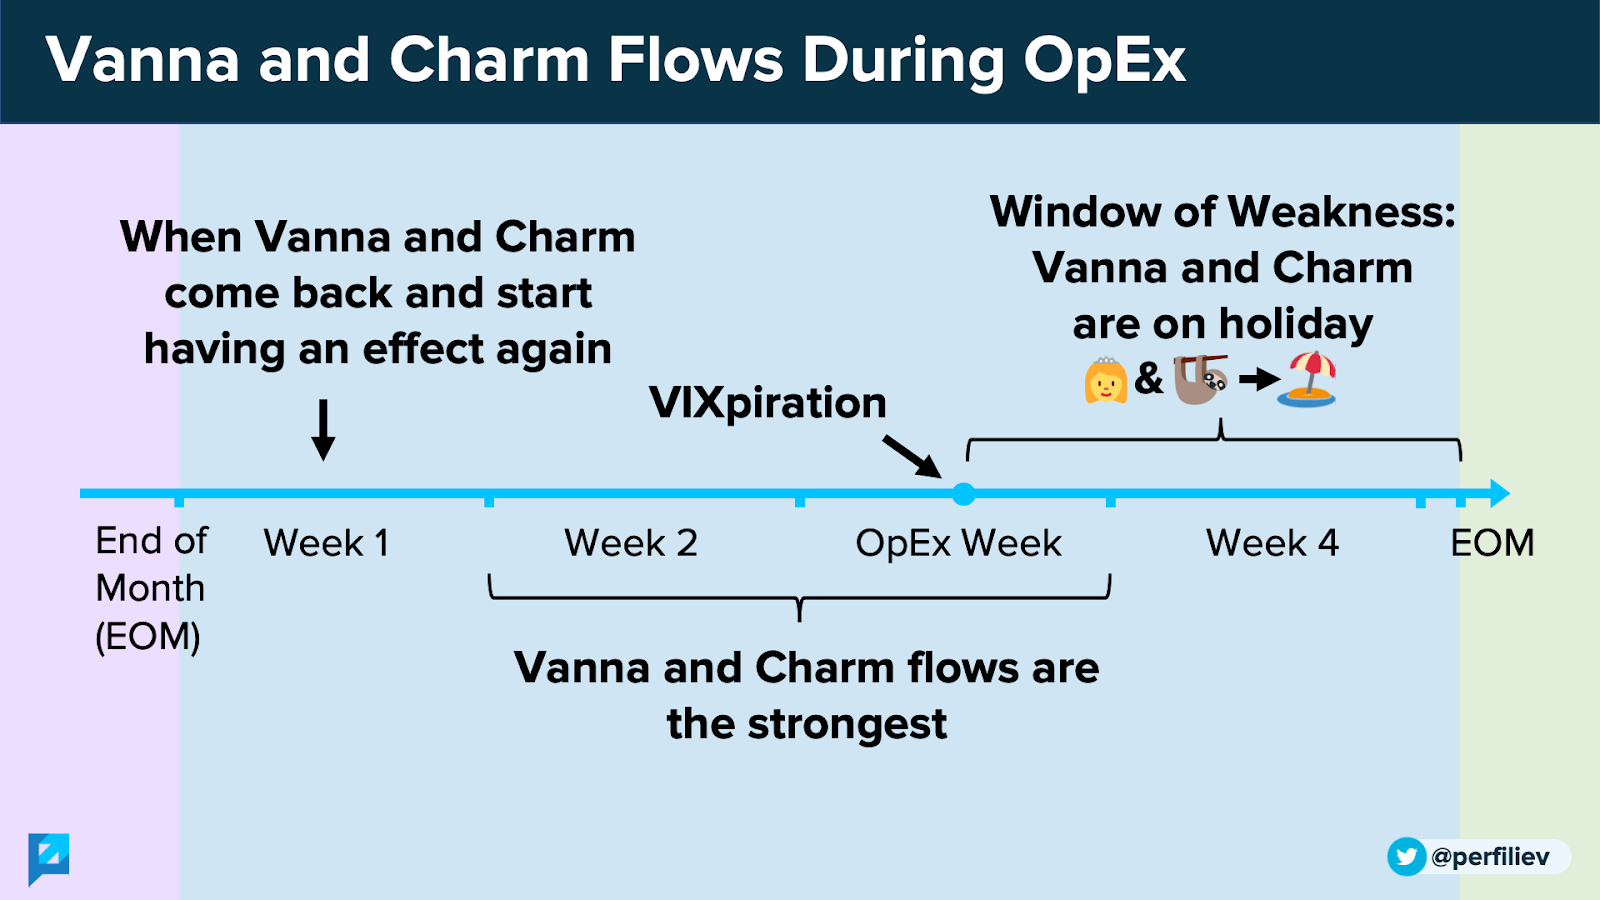 Vanna and Charm Flows During OpEx
When Vanna and Charm
come back and start
having an effect again
VIXpiration
Window of Weakness:
Vanna and Charm
are on holiday
&
End of
Month
(EOM)
Week 1
Week 2
OpEx Week
Week 4
EOM
Vanna and Charm flows are
the strongest
@perfiliev